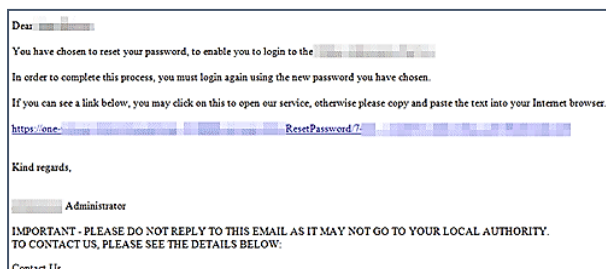 Dear
You have chosen to reset your password, to enable you to login to the
In order to complete this process, you must login again using the new password you have chosen.
If you can see a link below, you may click on this to open our service, otherwise please copy and paste the text into your Internet browser.
https://one- ResetPassword/7-
Kind regards,
Administrator
IMPORTANT - PLEASE DO NOT REPLY TO THIS EMAIL AS IT MAY NOT GO TO YOUR LOCAL AUTHORITY.
TO CONTACT US, PLEASE SEE THE DETAILS BELOW:
Contact Us